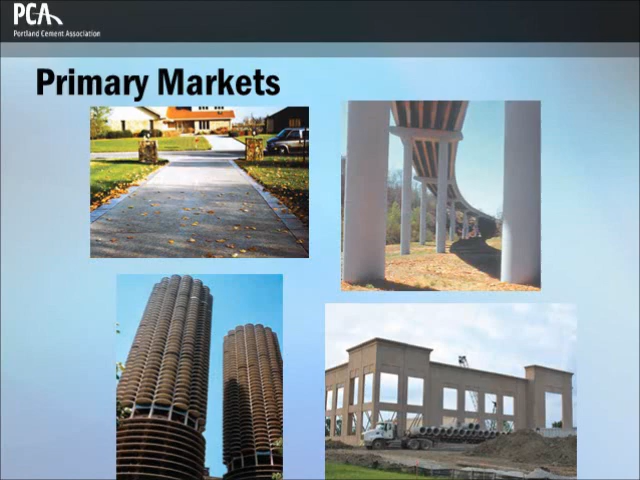 PCA
Portland Cement Association
Primary Markets